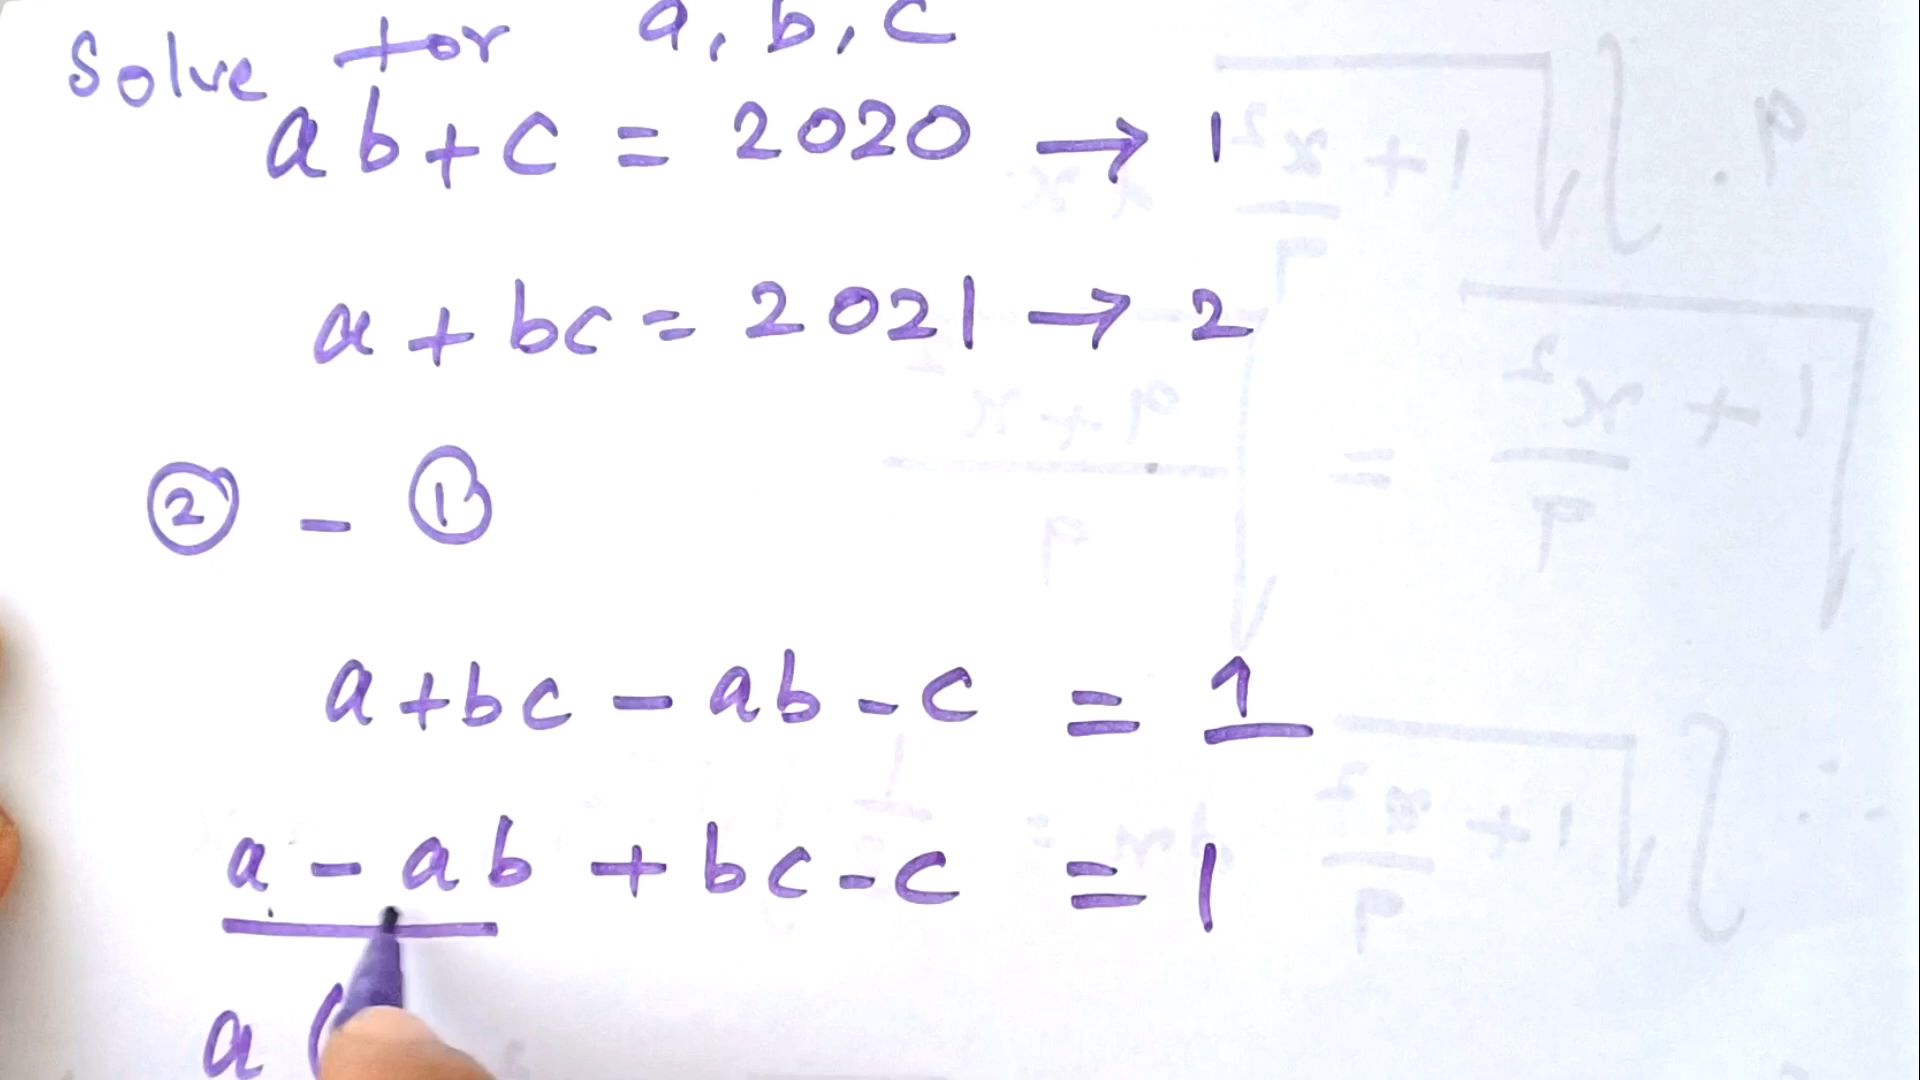 Solve for a, b, c
ab+c = 2020 → 1
a + bc = 2021 → 2
② - ①
a+bc - ab - c = 1
a - ab + bc - c = 1
a (